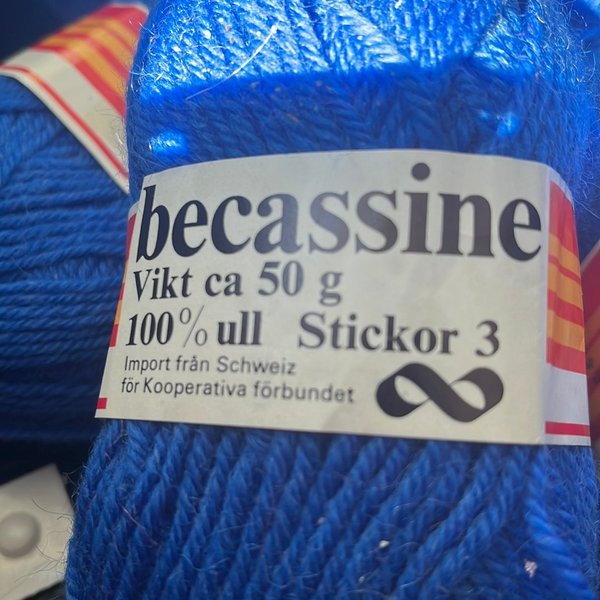 becassine
Vikt ca 50 g
100% ull Stickor 3
Import från Schweiz
för Kooperativa förbundet